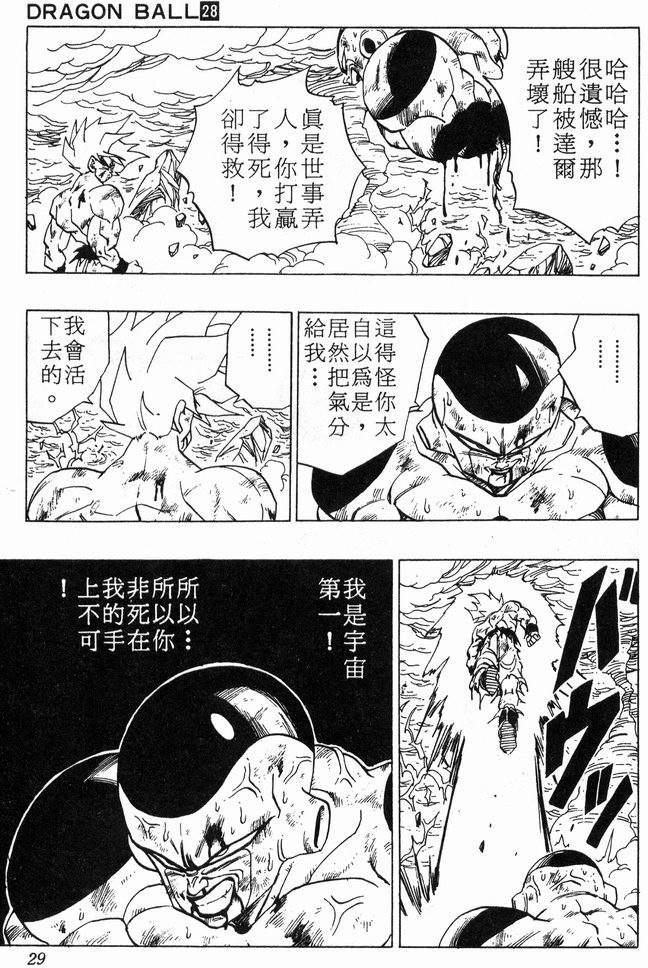 DRAGON BALL 28
哈哈哈…！
很遺憾，那
艘船被達爾
弄壞了！
眞是世事弄
人，你打贏
了得死，我
卻得救！
………
這得怪你太
自以爲是，
居然把氣分
給我…
………
………
我會活
下去的。
我是宇宙
第一！
所以…
所以你
非死在
我的手
上不可
！
29